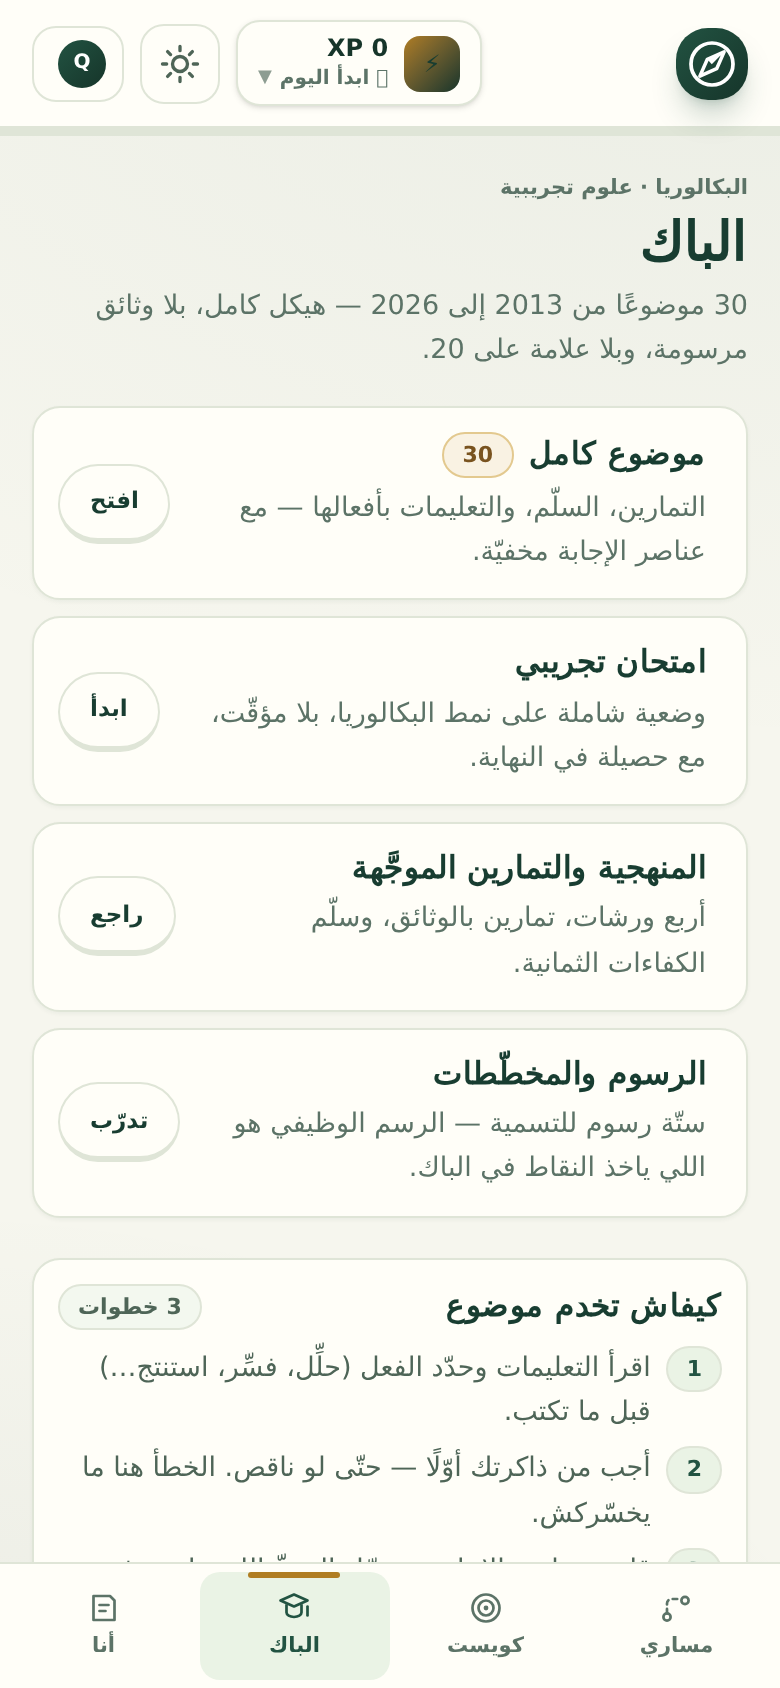 XP 0
ابدأ اليوم ▼
Q
البكالوريا · علوم تجريبية
الباك
30 موضوعًا من 2013 إلى 2026 — هيكل كامل، بلا وثائق
مرسومة، وبلا علامة على 20.
موضوع كامل 30
التمارين، السلّم، والتعليمات بأفعالها — مع
عناصر الإجابة مخفيّة.
افتح
امتحان تجريبي
وضعية شاملة على نمط البكالوريا، بلا مؤقّت،
مع حصيلة في النهاية.
ابدأ
المنهجية والتمارين الموجَّهة
أربع ورشات، تمارين بالوثائق، وسلّم
الكفاءات الثمانية.
راجع
الرسوم والمخطّطات
ستّة رسوم للتسمية — الرسم الوظيفي هو
اللي ياخذ النقاط في الباك.
تدرّب
كيفاش تخدم موضوع
3 خطوات
1 اقرأ التعليمات وحدّد الفعل (حلِّل، فسِّر، استنتج…)
قبل ما تكتب.
2 أجب من ذاكرتك أوّلًا — حتّى لو ناقص. الخطأ هنا ما
يخسّركش.
مساري
كويست
الباك
أنا